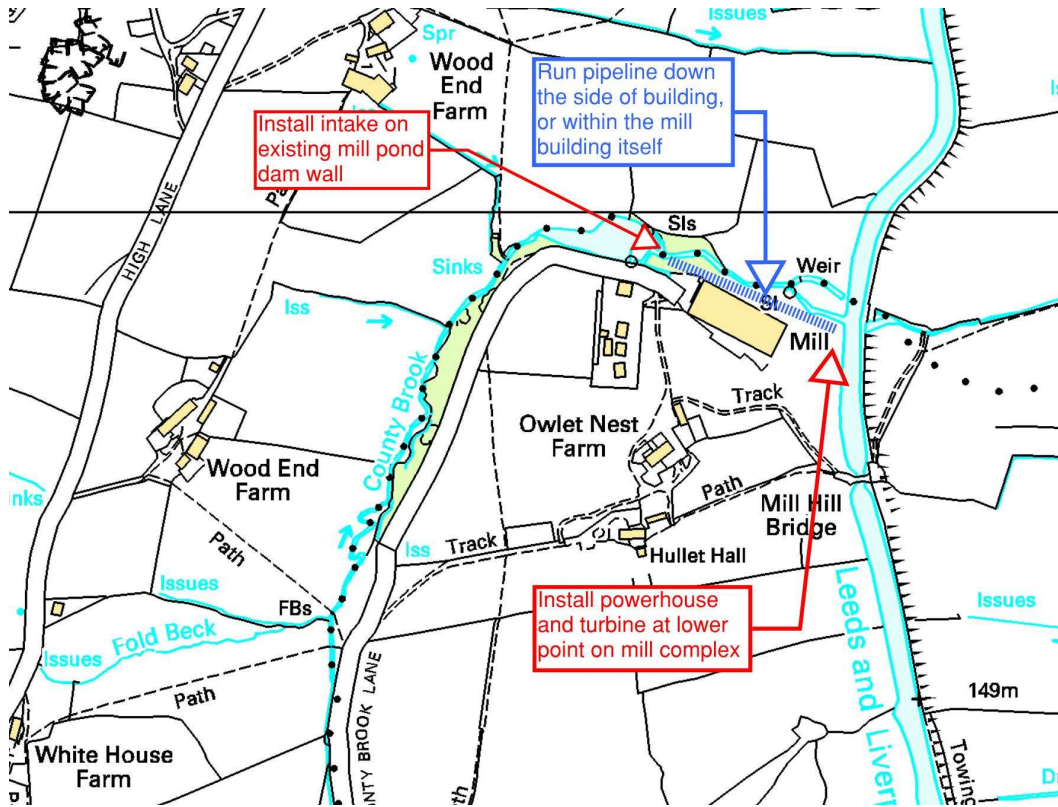 Issues
Spr
Wood
End
Farm
Run pipeline down
the side of building,
or within the mill
building itself
Install intake on
existing mill pond
dam wall
HIGH LANE
Sls
Sinks
Weir
Iss
Sl
Mill
County Brook
Track
Owlet Nest
Farm
Wood End
Farm
Path
Mill Hill
Bridge
Path
Iss
Track
Hullet Hall
Issues
FBs
Install powerhouse
and turbine at lower
point on mill complex
Issues
Fold Beck
Issues
Leeds and
Path
149m
White House
Farm
Towing